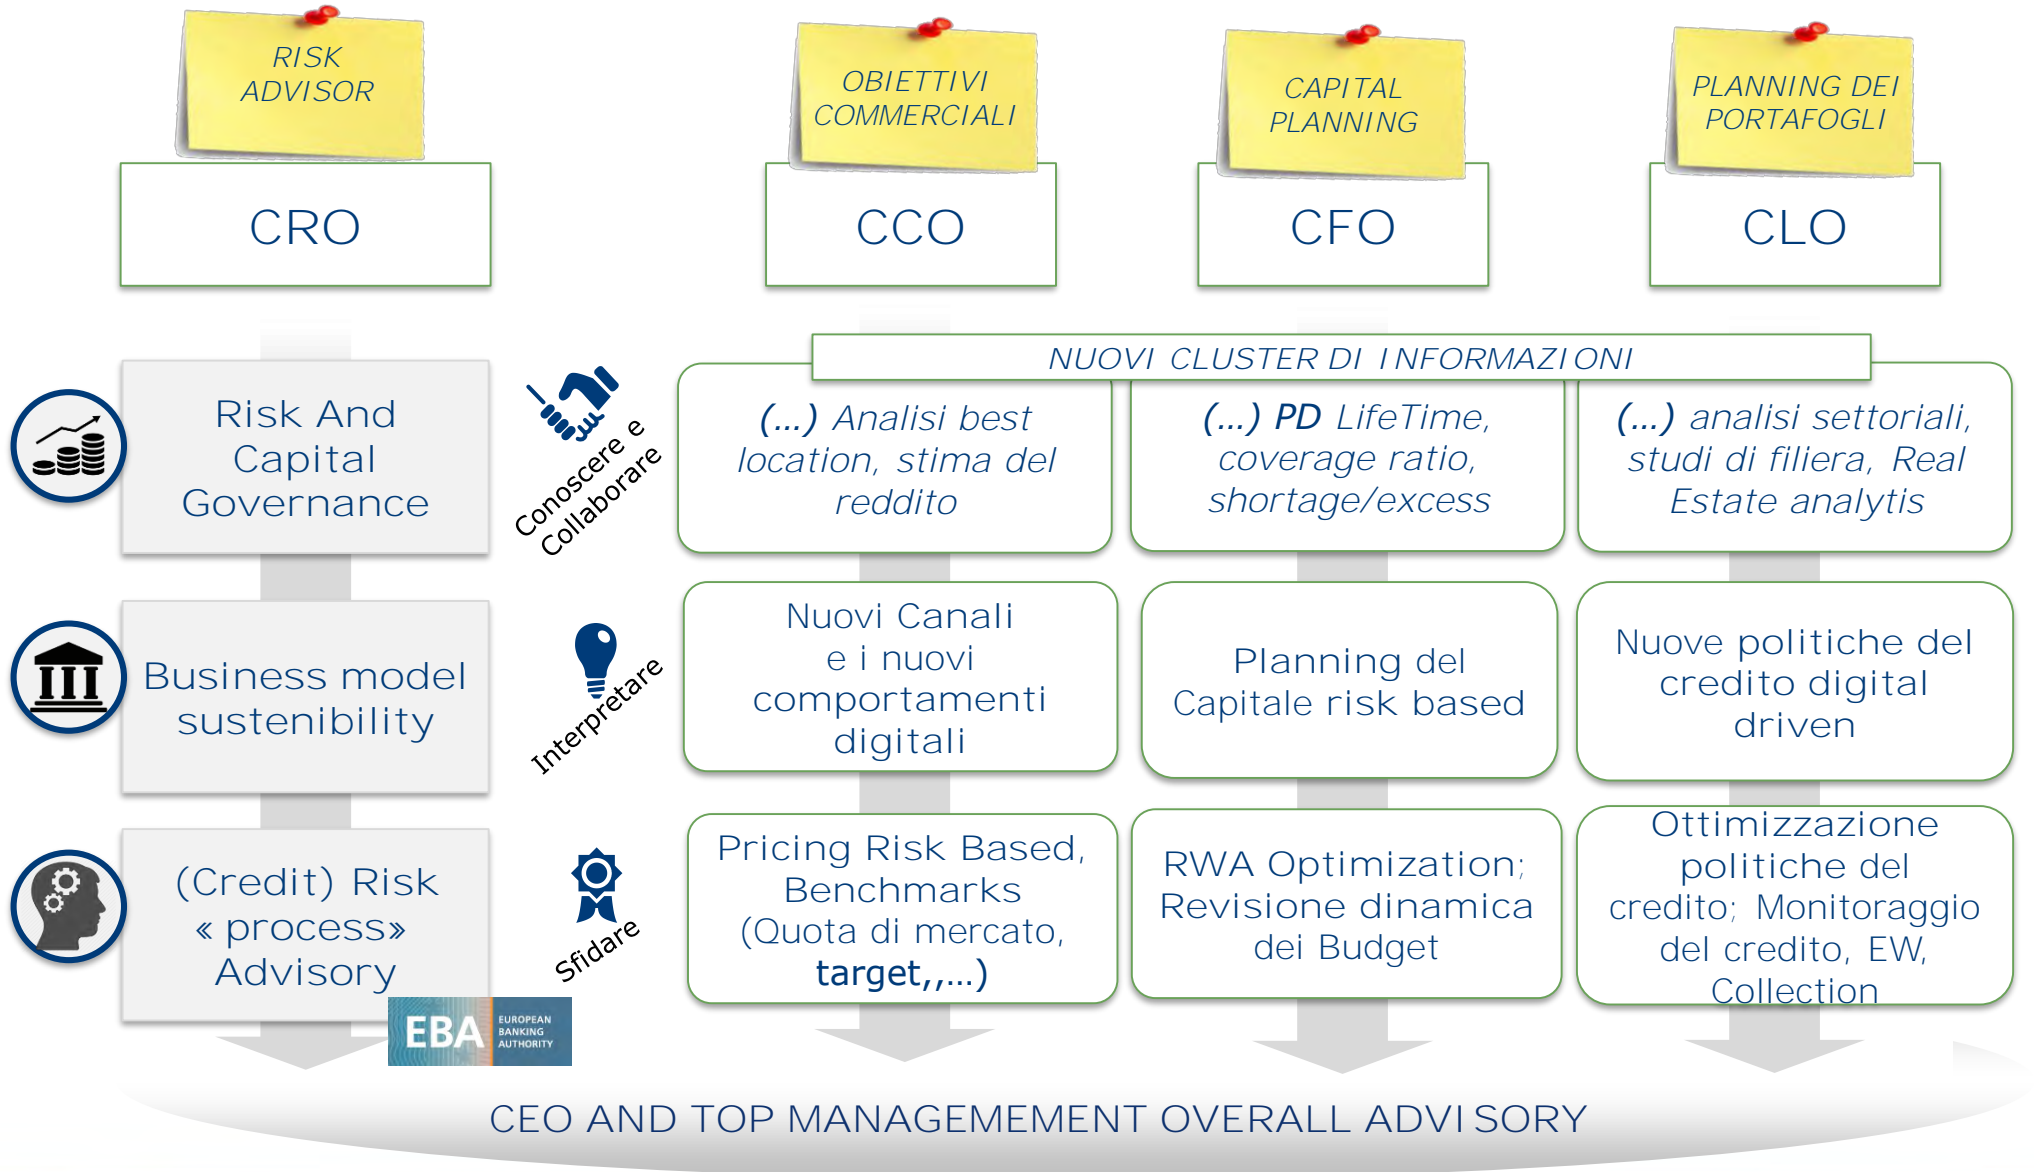 RISK
ADVISOR
OBIETTIVI
COMMERCIALI
CAPITAL
PLANNING
PLANNING DEI
PORTAFOGLI
CRO
CCO
CFO
CLO
NUOVI CLUSTER DI INFORMAZIONI
Risk And
Capital
Governance
Conoscere e
Collaborare
(...) Analisi best
location, stima del
reddito
(...) PD LifeTime,
coverage ratio,
shortage/excess
(...) analisi settoriali,
studi di filiera, Real
Estate analytis
Business model
sustenibility
Interpretare
Nuovi Canali
e i nuovi
comportamenti
digitali
Planning del
Capitale risk based
Nuove politiche del
credito digital
driven
(Credit) Risk
« process»
Advisory
Sfidare
Pricing Risk Based,
Benchmarks
(Quota di mercato,
target,,...)
RWA Optimization;
Revisione dinamica
dei Budget
Ottimizzazione
politiche del
credito; Monitoraggio
del credito, EW,
Collection
EBA
EUROPEAN
BANKING
AUTHORITY
CEO AND TOP MANAGEMEMENT OVERALL ADVISORY